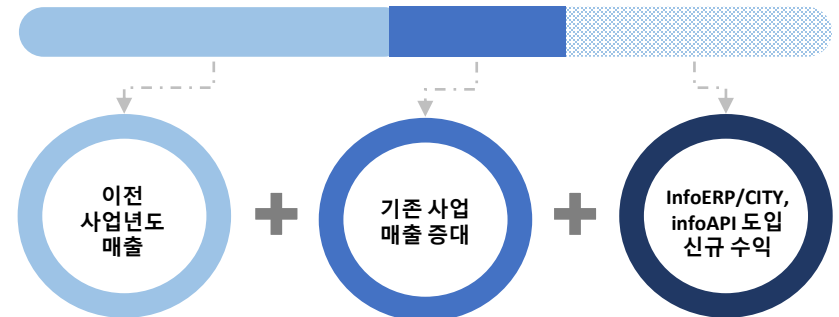 이전
사업년도
매출
기존 사업
매출 증대
InfoERP/CITY,
infoAPI 도입
신규 수익